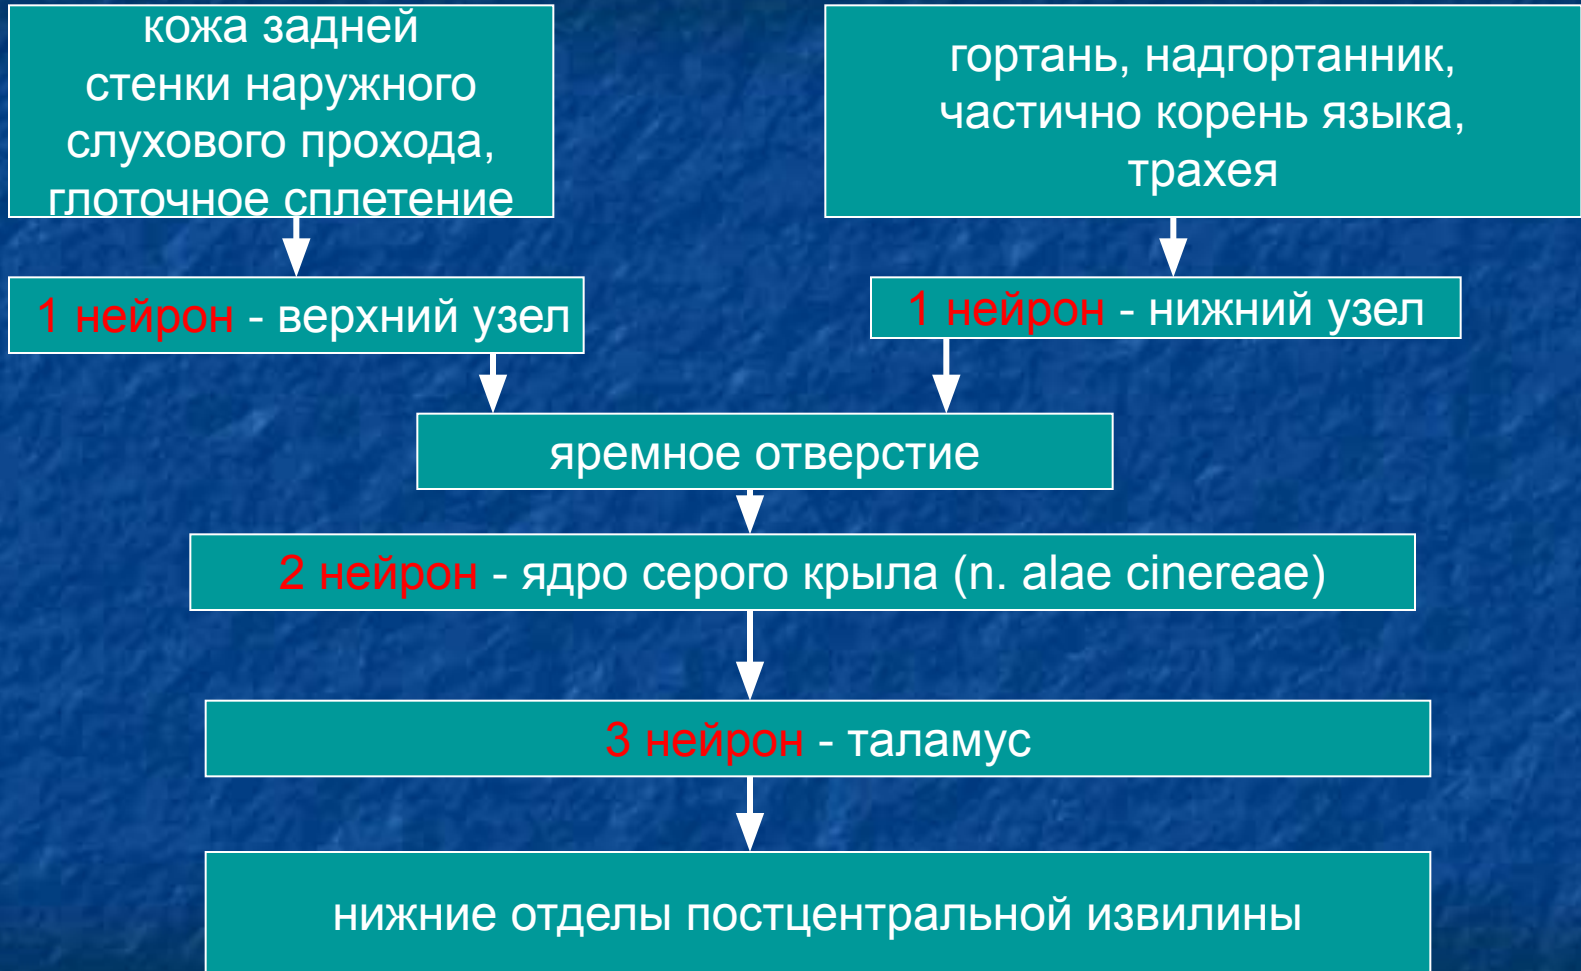 кожа задней
стенки наружного
слухового прохода,
глоточное сплетение
гортань, надгортанник,
частично корень языка,
трахея
1 нейрон - верхний узел
1 нейрон - нижний узел
яремное отверстие
2 нейрон - ядро серого крыла (n. alae cinereae)
3 нейрон - таламус
нижние отделы постцентральной извилины